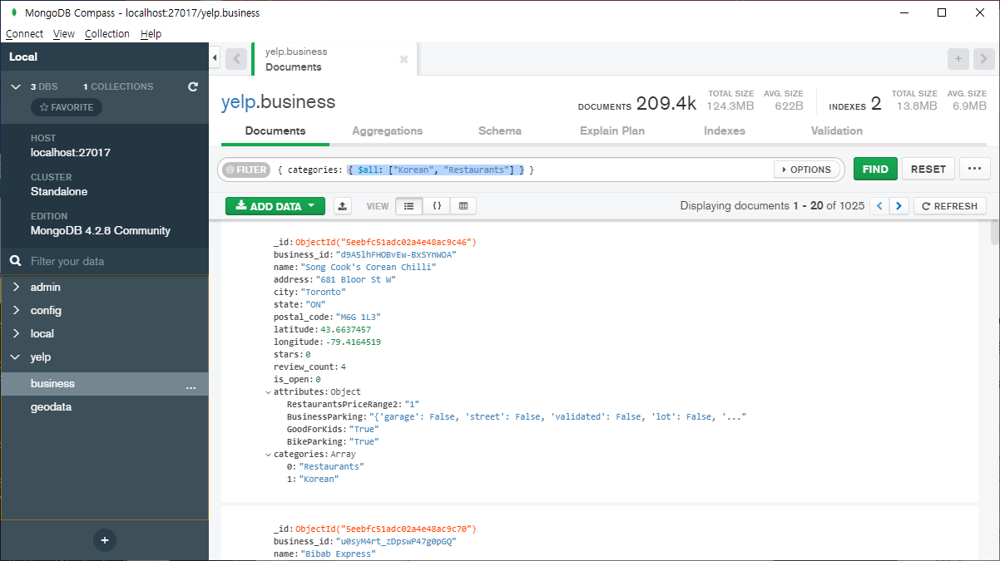 MongoDB Compass - localhost:27017/yelp.business
Connect View Collection Help
Local
3 DBS 1 COLLECTIONS
FAVORITE
HOST
localhost:27017
CLUSTER
Standalone
EDITION
MongoDB 4.2.8 Community
Filter your data
admin
config
local
yelp
business ...
geodata
+
yelp.business
Documents
+
yelp.business
DOCUMENTS 209.4k
TOTAL SIZE AVG. SIZE
124.3MB 622B
INDEXES 2
TOTAL SIZE AVG. SIZE
13.8MB 6.9MB
Documents Aggregations Schema Explain Plan Indexes Validation
FILTER { categories: { $all: ["Korean", "Restaurants"] } } OPTIONS FIND RESET ...
ADD DATA VIEW {} Displaying documents 1 - 20 of 1025 < > REFRESH
_id: ObjectId("5eebfc51adc02a4e48ac9c46")
business_id: "d9A5lhFHOBvEw-BxSYnWOA"
name: "Song Cook's Corean Chilli"
address: "681 Bloor St W"
city: "Toronto"
state: "ON"
postal_code: "M6G 1L3"
latitude: 43.6637457
longitude: -79.4164519
stars: 0
review_count: 4
is_open: 0
attributes: Object
RestaurantsPriceRange2: "1"
BusinessParking: "{'garage': False, 'street': False, 'validated': False, 'lot': False, '..."
GoodForKids: "True"
BikeParking: "True"
categories: Array
0: "Restaurants"
1: "Korean"
_id: ObjectId("5eebfc51adc02a4e48ac9c70")
business_id: "u0syM4rt_zDpswP47g0pGQ"
name: "Bibab Express"